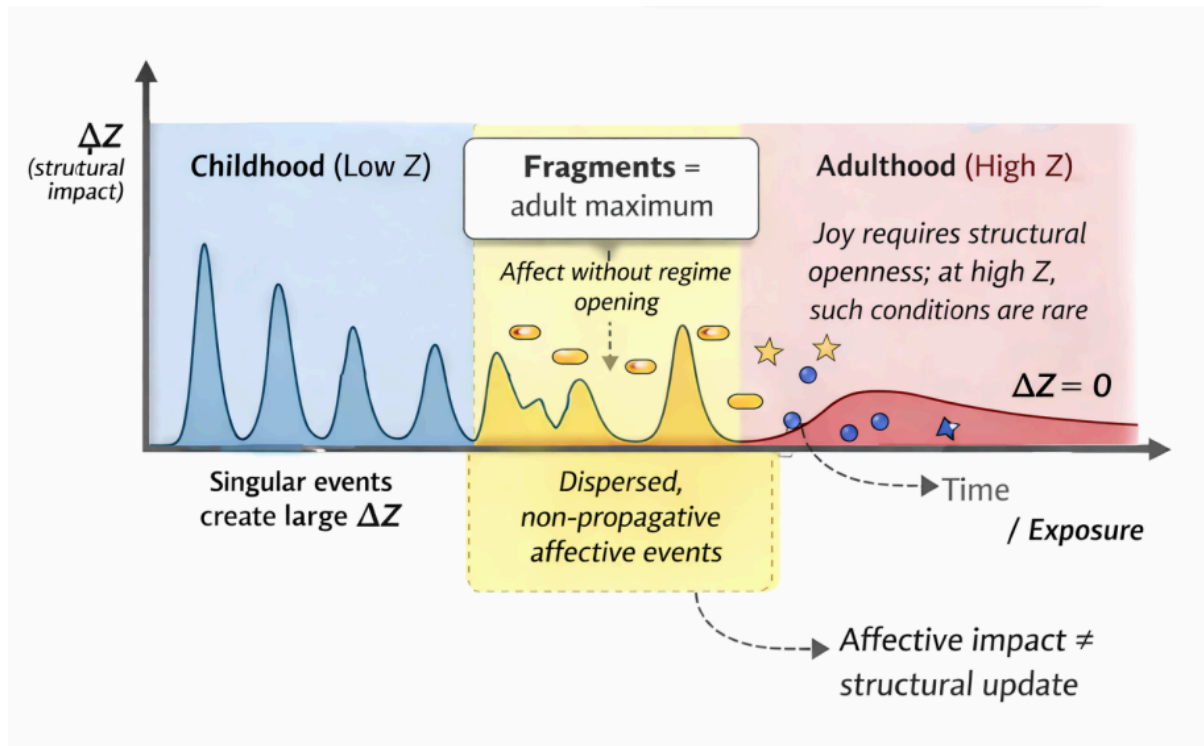 ΔZ
(structural
impact)
Childhood (Low Z)
Fragments =
adult maximum
Affect without regime
opening
Adulthood (High Z)
Joy requires structural
openness; at high Z,
such conditions are rare
ΔZ = 0
Singular events
create large ΔZ
Dispersed,
non-propagative
affective events
Time
/ Exposure
Affective impact ≠
structural update